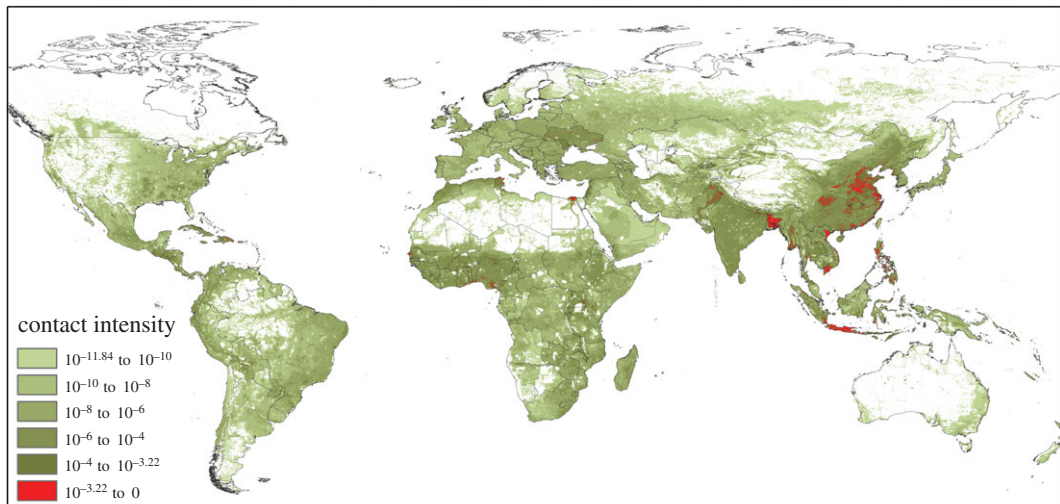 contact intensity
10⁻¹¹·⁸⁴ to 10⁻¹⁰
10⁻¹⁰ to 10⁻⁸
10⁻⁸ to 10⁻⁶
10⁻⁶ to 10⁻⁴
10⁻⁴ to 10⁻³·²²
10⁻³·²² to 0